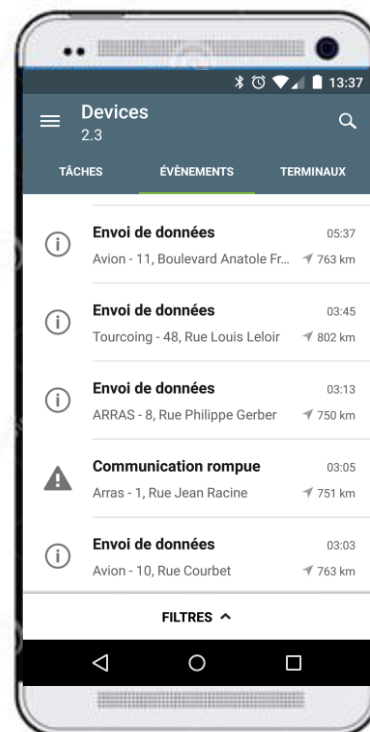 13:37
Devices
2.3
TÂCHES ÉVÈNEMENTS TERMINAUX
Envoi de données 05:37
Avion - 11, Boulevard Anatole Fr... 763 km
Envoi de données 03:45
Tourcoing - 48, Rue Louis Leloir 802 km
Envoi de données 03:13
ARRAS - 8, Rue Philippe Gerber 750 km
Communication rompue 03:05
Arras - 1, Rue Jean Racine 751 km
Envoi de données 03:03
Avion - 10, Rue Courbet 763 km
FILTRES